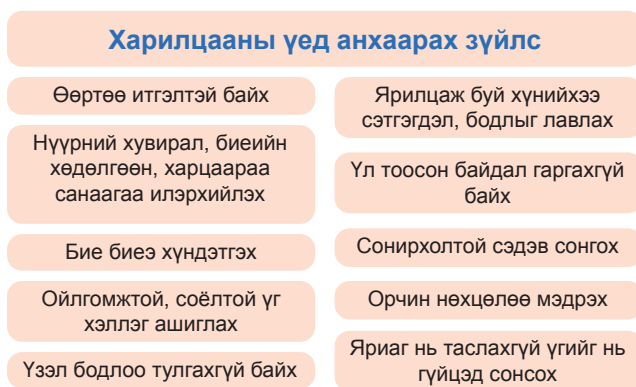 Харилцааны үед анхаарах зүйлс
Өөртөө итгэлтэй байх
Нүүрний хувирал, биеийн
хөдөлгөөн, харцаараа
санаагаа илэрхийлэх
Бие биеэ хүндэтгэх
Ойлгомжтой, соёлтой үг
хэллэг ашиглах
Үзэл бодлоо тулгахгүй байх
Ярилцаж буй хүнийхээ
сэтгэгдэл, бодлыг лавлах
Үл тоосон байдал гаргахгүй
байх
Сонирхолтой сэдэв сонгох
Орчин нөхцөлөө мэдрэх
Яриаг нь таслахгүй үгийг нь
гүйцэд сонсох